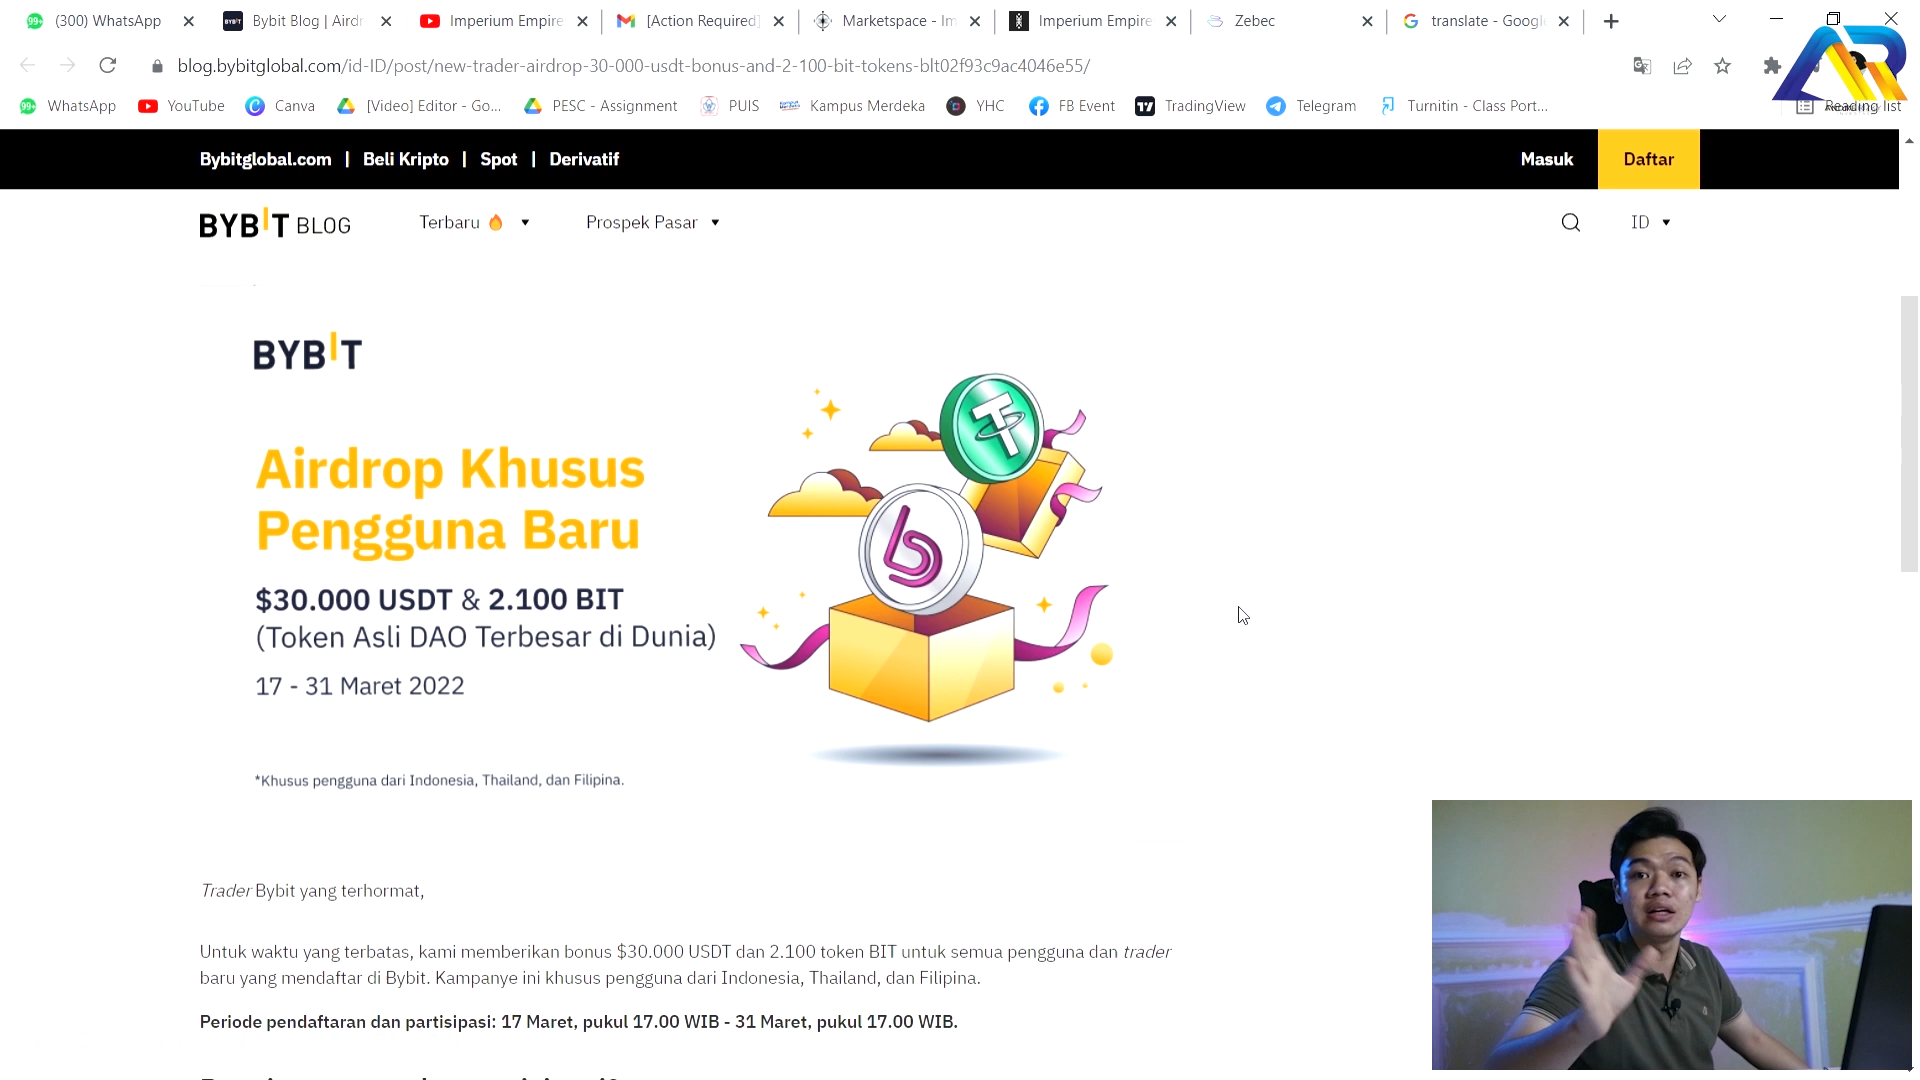 (300) WhatsApp
Bybit Blog | Airdr
Imperium Empire
[Action Required]
Marketspace - Im
Imperium Empire
Zebec
translate - Googl
blog.bybitglobal.com/id-ID/post/new-trader-airdrop-30-000-usdt-bonus-and-2-100-bit-tokens-blt02f93c9ac4046e55/
WhatsApp
YouTube
Canva
[Video] Editor - Go...
PESC - Assignment
PUIS
Kampus Merdeka
YHC
FB Event
TradingView
Telegram
Turnitin - Class Port...
Reading list
Bybitglobal.com | Beli Kripto | Spot | Derivatif
Masuk
Daftar
BYBIT BLOG
Terbaru
Prospek Pasar
ID
BYBIT
Airdrop Khusus
Pengguna Baru
$30.000 USDT & 2.100 BIT
(Token Asli DAO Terbesar di Dunia)
17 - 31 Maret 2022
*Khusus pengguna dari Indonesia, Thailand, dan Filipina.
Trader Bybit yang terhormat,
Untuk waktu yang terbatas, kami memberikan bonus $30.000 USDT dan 2.100 token BIT untuk semua pengguna dan trader
baru yang mendaftar di Bybit. Kampanye ini khusus pengguna dari Indonesia, Thailand, dan Filipina.
Periode pendaftaran dan partisipasi: 17 Maret, pukul 17.00 WIB - 31 Maret, pukul 17.00 WIB.